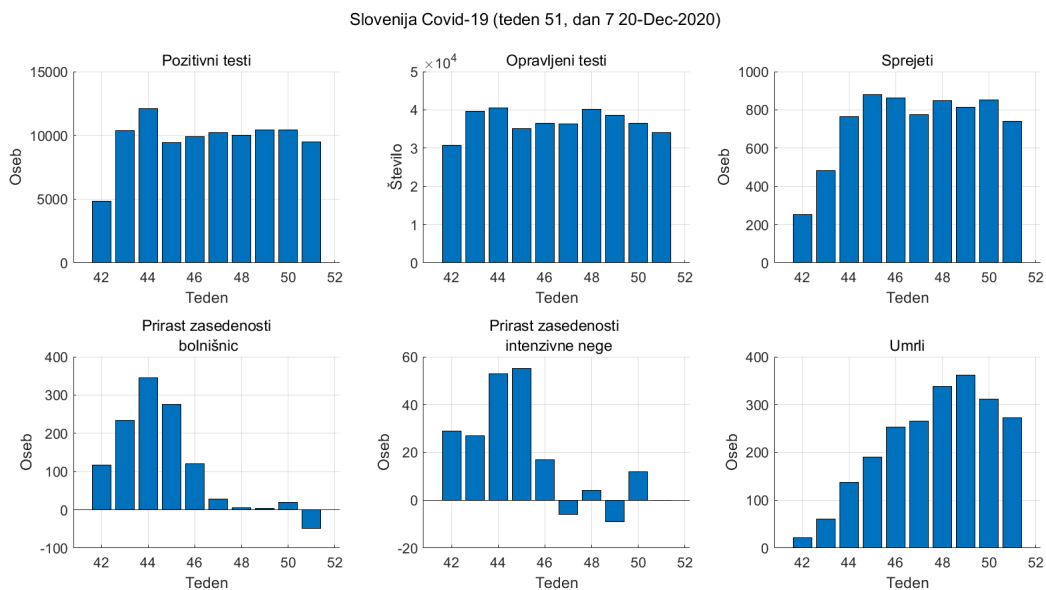 Slovenija Covid-19 (teden 51, dan 7 20-Dec-2020)
Pozitivni testi
15000
10000
5000
0
Oseb
42 44 46 48 50 52
Teden
Opravljeni testi
×10⁴
5
4
3
2
1
0
Število
42 44 46 48 50 52
Teden
Sprejeti
1000
800
600
400
200
0
Oseb
42 44 46 48 50 52
Teden
Prirast zasedenosti
bolnišnic
400
300
200
100
0
-100
Oseb
42 44 46 48 50 52
Teden
Prirast zasedenosti
intenzivne nege
60
40
20
0
-20
Oseb
42 44 46 48 50 52
Teden
Umrli
400
300
200
100
0
Oseb
42 44 46 48 50 52
Teden